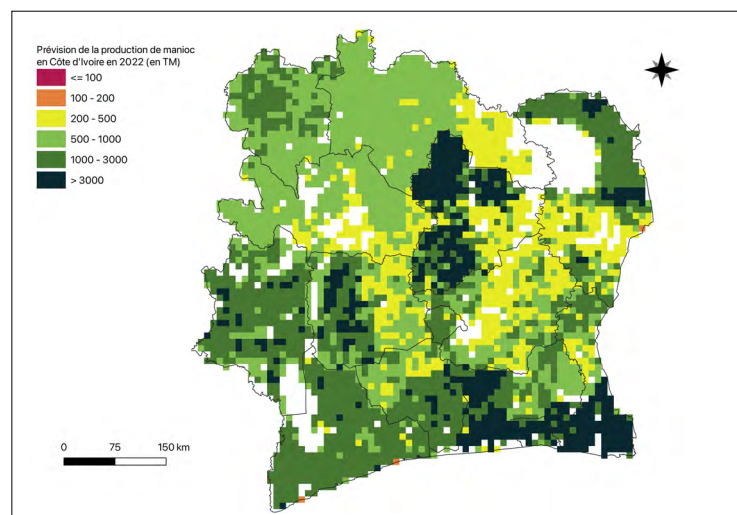 Prévision de la production de manioc
en Côte d'Ivoire en 2022 (en TM)
<= 100
100 - 200
200 - 500
500 - 1000
1000 - 3000
> 3000
0 75 150 km